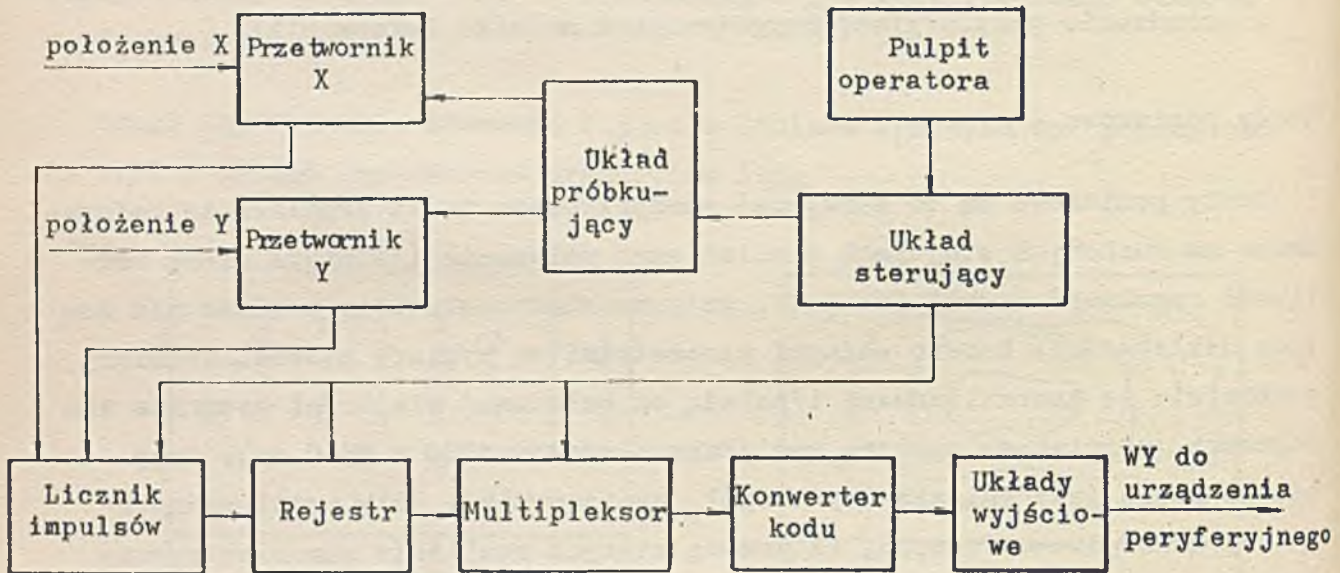 położenie X
Przetwornik
X
Pulpit
operatora
Układ
próbku-
jący
położenie Y
Przetwornik
Y
Układ
sterujący
Licznik
impulsów
Rejestr
Multipleksor
Konwerter
kodu
Układy
wyjścio-
we
WY do
urządzenia
peryferyjnego